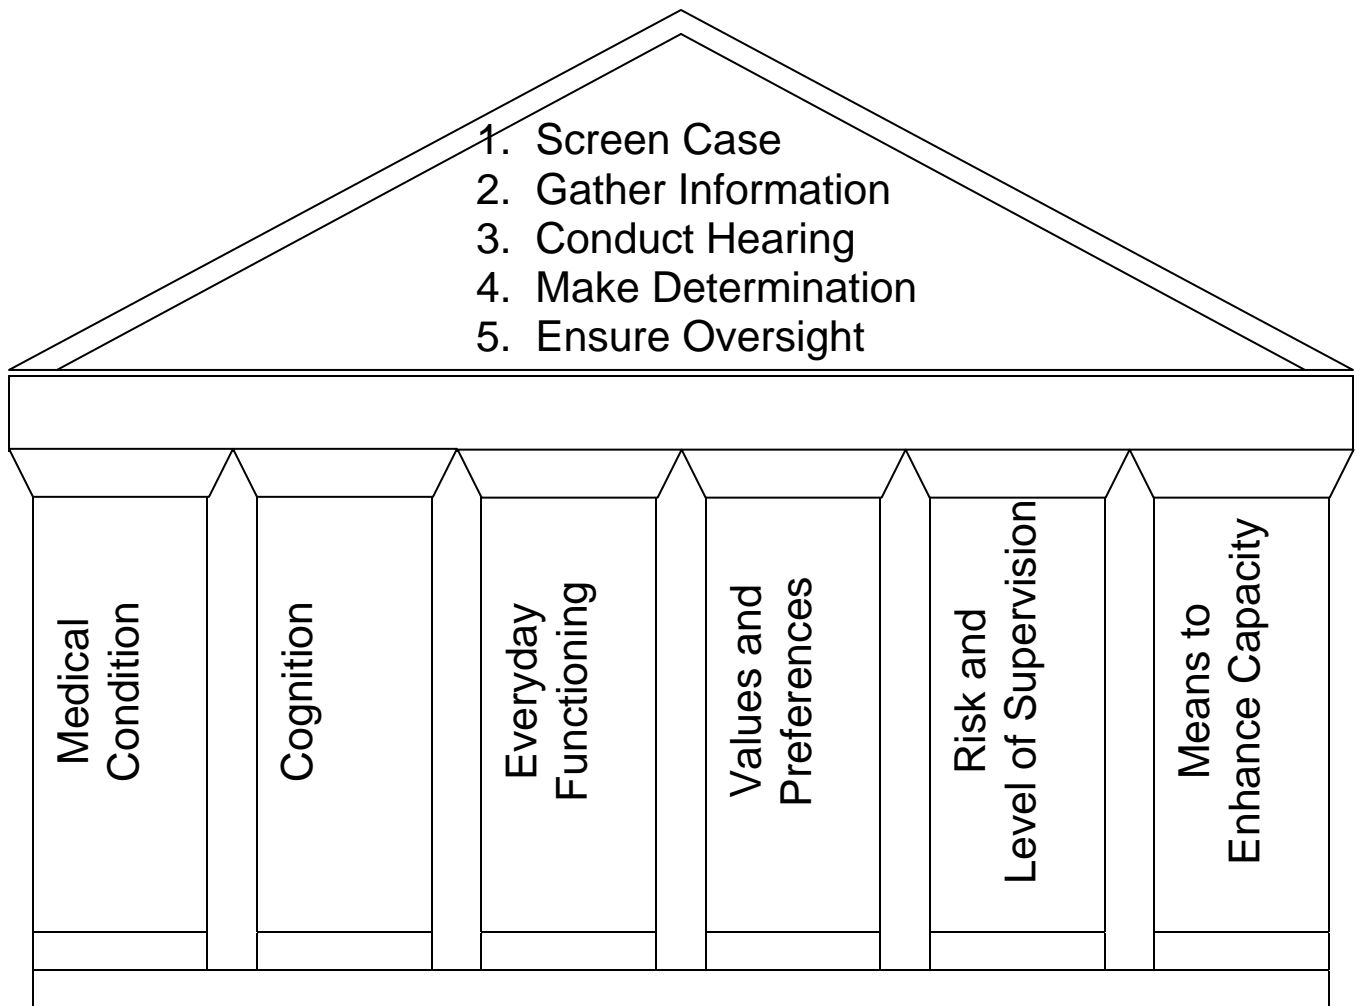 1. Screen Case
2. Gather Information
3. Conduct Hearing
4. Make Determination
5. Ensure Oversight
Medical
Condition
Cognition
Everyday
Functioning
Values and
Preferences
Risk and
Level of Supervision
Means to
Enhance Capacity